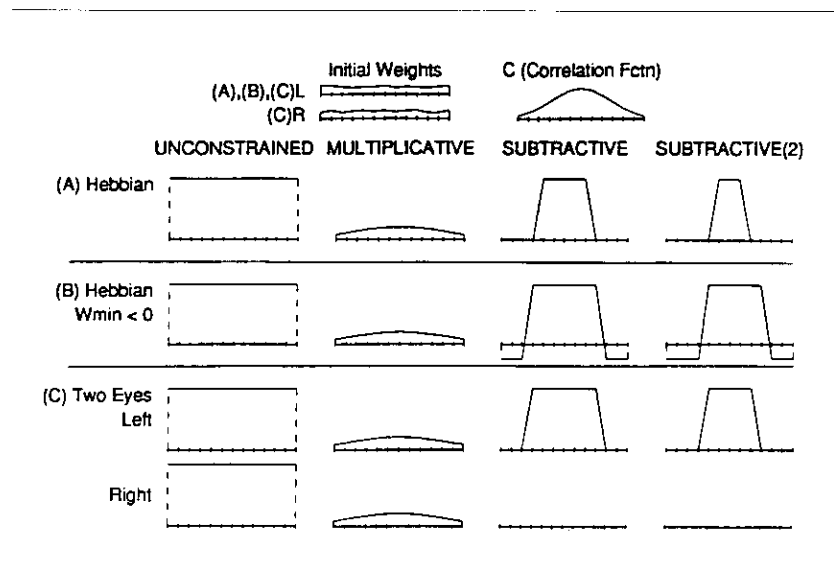 Initial Weights C (Correlation Fctn)
(A),(B),(C)L
(C)R
UNCONSTRAINED MULTIPLICATIVE SUBTRACTIVE SUBTRACTIVE(2)
(A) Hebbian
(B) Hebbian
Wmin < 0
(C) Two Eyes
Left
Right